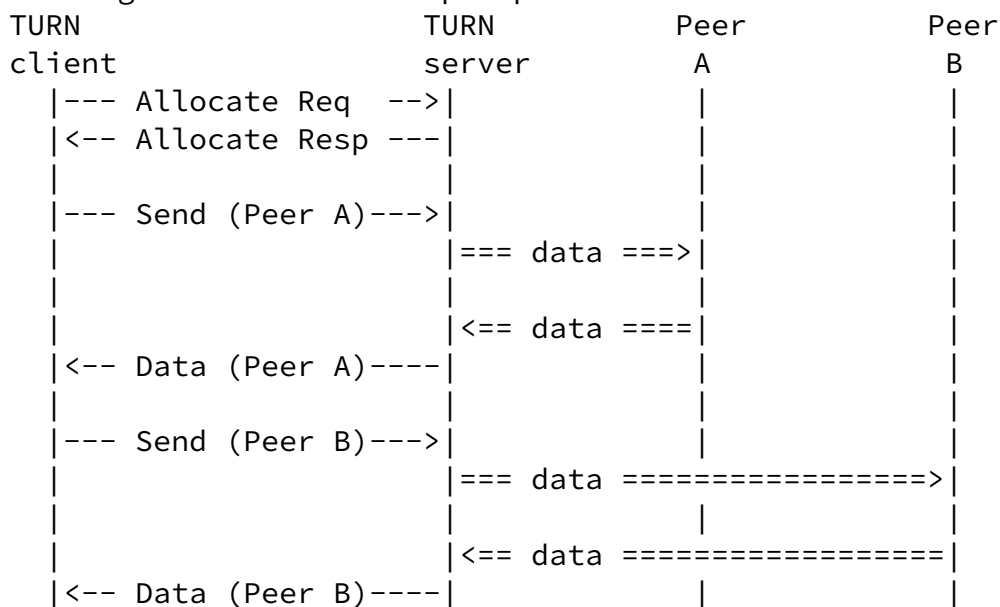 TURN                 TURN          Peer          Peer
client               server          A             B
  |--- Allocate Req  -->|            |             |
  |<-- Allocate Resp ---|            |             |
  |                     |            |             |
  |--- Send (Peer A)--->|            |             |
  |                     |=== data ===>|             |
  |                     |            |             |
  |                     |<== data ====|             |
  |<-- Data (Peer A)----|            |             |
  |                     |            |             |
  |--- Send (Peer B)--->|            |             |
  |                     |=== data ================>|
  |                     |            |             |
  |                     |<== data =================|
  |<-- Data (Peer B)----|            |             |